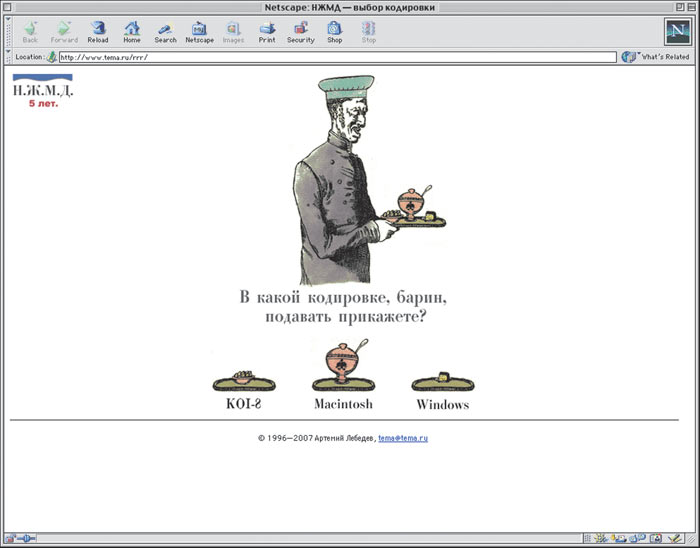 Netscape: НЖМД — выбор кодировки
Back Forward Reload Home Search Netscape Images Print Security Shop Stop
N
Location: http://www.tema.ru/rrr/ What's Related
Н.Ж.М.Д.
5 лет.
В какой кодировке, барин,
подавать прикажете?
KOI-8 Macintosh Windows
© 1996—2007 Артемий Лебедев, tema@tema.ru